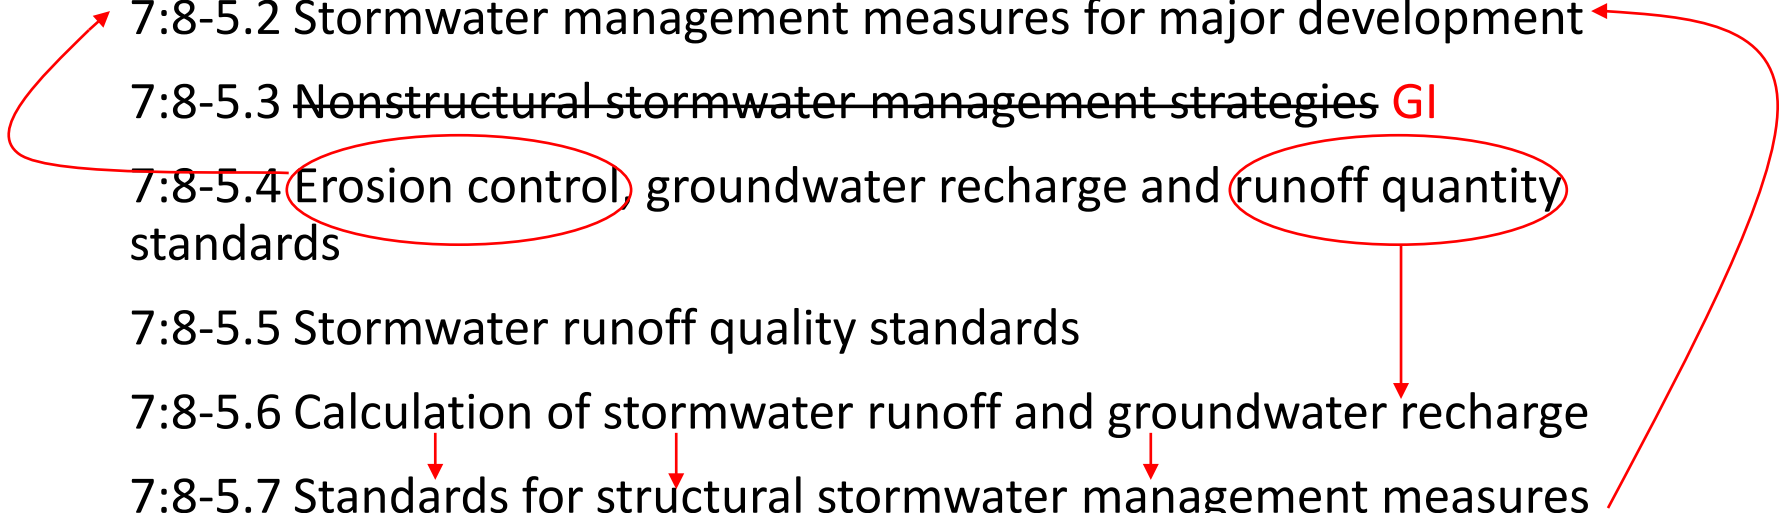 7:8-5.2 Stormwater management measures for major development
7:8-5.3 Nonstructural stormwater management strategies GI
7:8-5.4 Erosion control, groundwater recharge and runoff quantity
standards
7:8-5.5 Stormwater runoff quality standards
7:8-5.6 Calculation of stormwater runoff and groundwater recharge
7:8-5.7 Standards for structural stormwater management measures